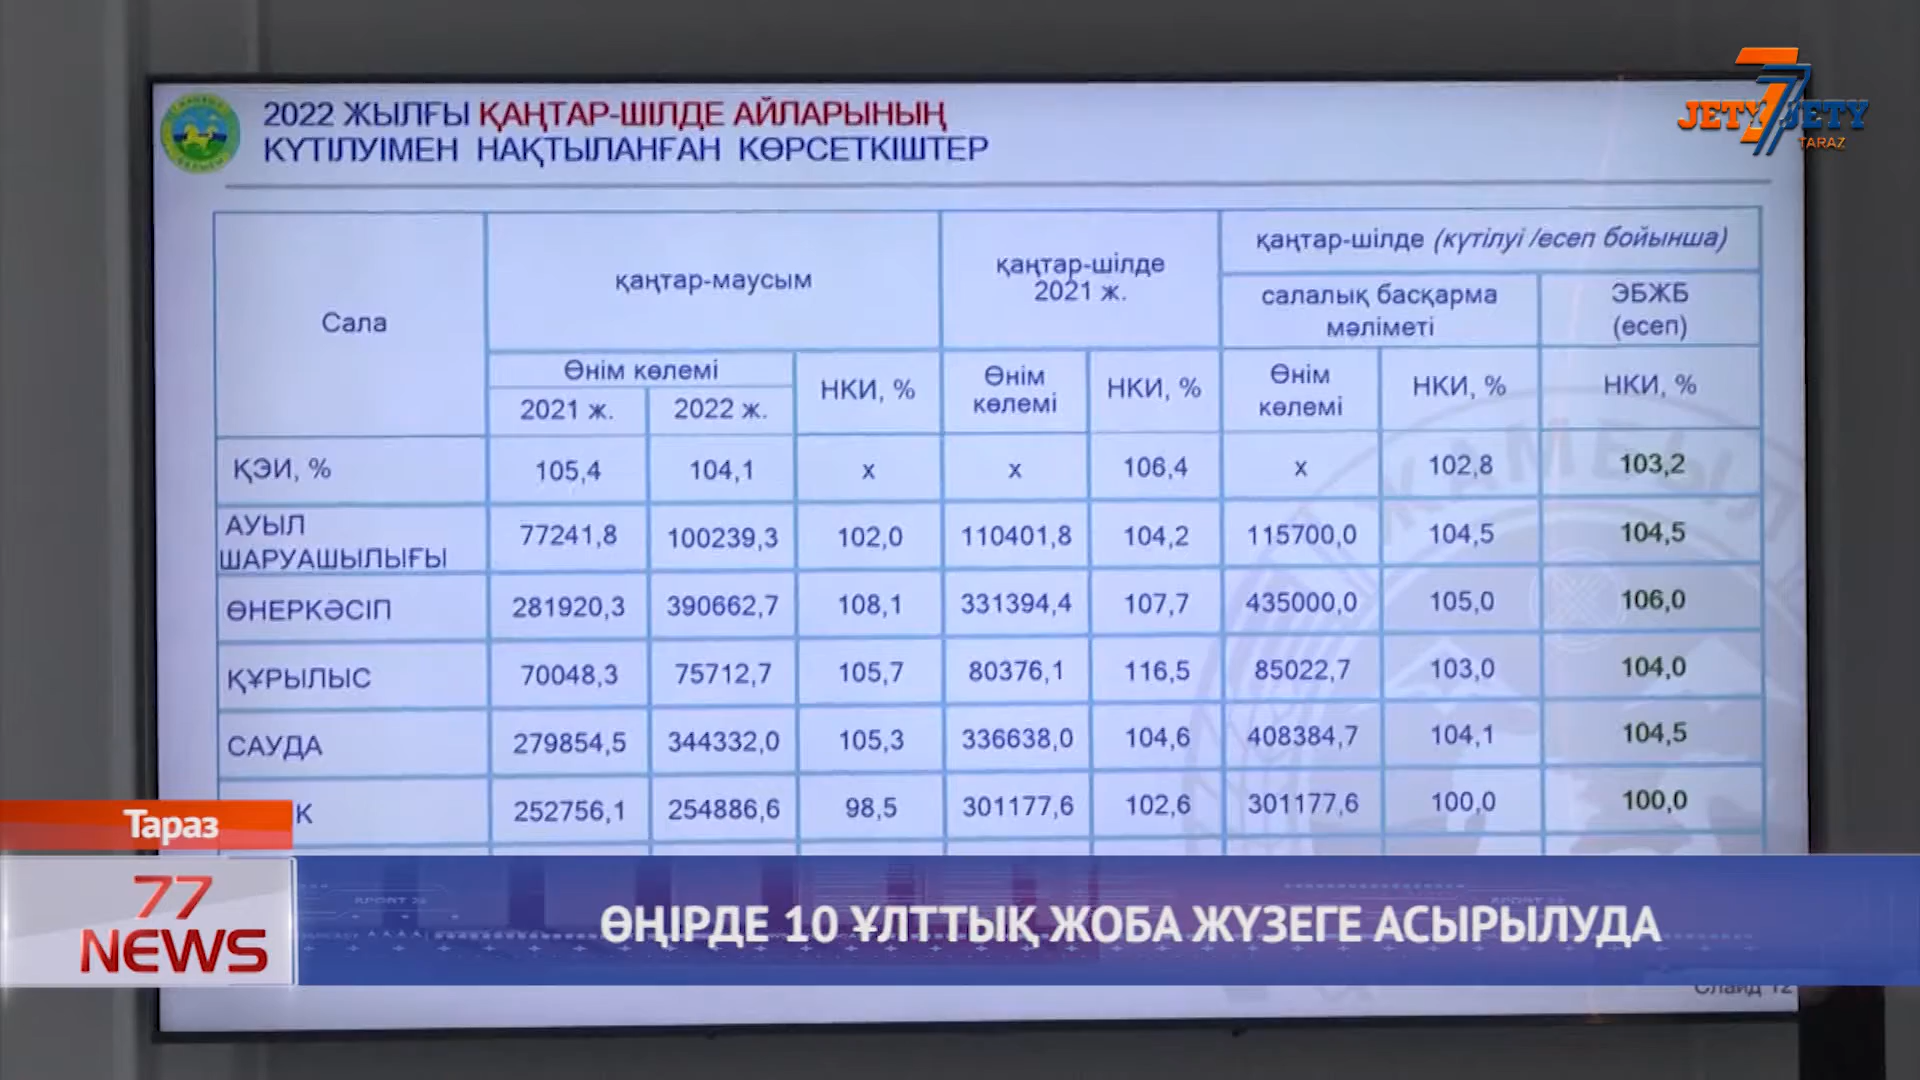 JETY 7 JETY
TARAZ
2022 ЖЫЛҒЫ ҚАҢТАР-ШІЛДЕ АЙЛАРЫНЫҢ
КҮТІЛУІМЕН НАҚТЫЛАНҒАН КӨРСЕТКІШТЕР
Сала
қаңтар-маусым
қаңтар-шілде
2021 ж.
қаңтар-шілде (күтілуі /есеп бойынша)
салалық басқарма
мәліметі
ЭБЖБ
(есеп)
Өнім көлемі
2021 ж.
2022 ж.
НКИ, %
Өнім
көлемі
НКИ, %
Өнім
көлемі
НКИ, %
НКИ, %
ҚЭИ, % 105,4 104,1 х х 106,4 х 102,8 103,2
АУЫЛ
ШАРУАШЫЛЫҒЫ 77241,8 100239,3 102,0 110401,8 104,2 115700,0 104,5 104,5
ӨНЕРКӘСІП 281920,3 390662,7 108,1 331394,4 107,7 435000,0 105,0 106,0
ҚҰРЫЛЫС 70048,3 75712,7 105,7 80376,1 116,5 85022,7 103,0 104,0
САУДА 279854,5 344332,0 105,3 336638,0 104,6 408384,7 104,1 104,5
К 252756,1 254886,6 98,5 301177,6 102,6 301177,6 100,0 100,0
ЖАМБЫЛ
Тараз
77
NEWS
ӨҢІРДЕ 10 ҰЛТТЫҚ ЖОБА ЖҮЗЕГЕ АСЫРЫЛУДА
Слайд 12